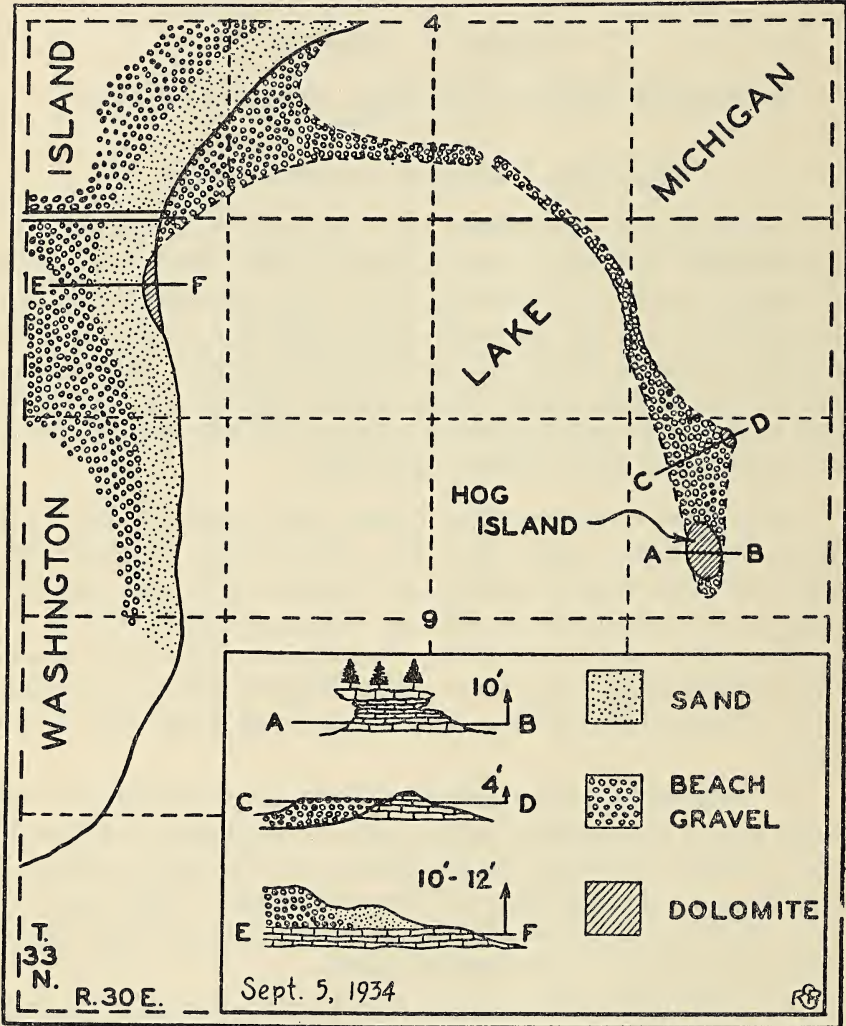 ISLAND
4
MICHIGAN
E F
LAKE
D
C
HOG
ISLAND
A B
WASHINGTON
9
10'
A B
SAND
4'
C D
BEACH
GRAVEL
10'-12'
E F
DOLOMITE
T.
33
N.
R. 30 E.
Sept. 5, 1934